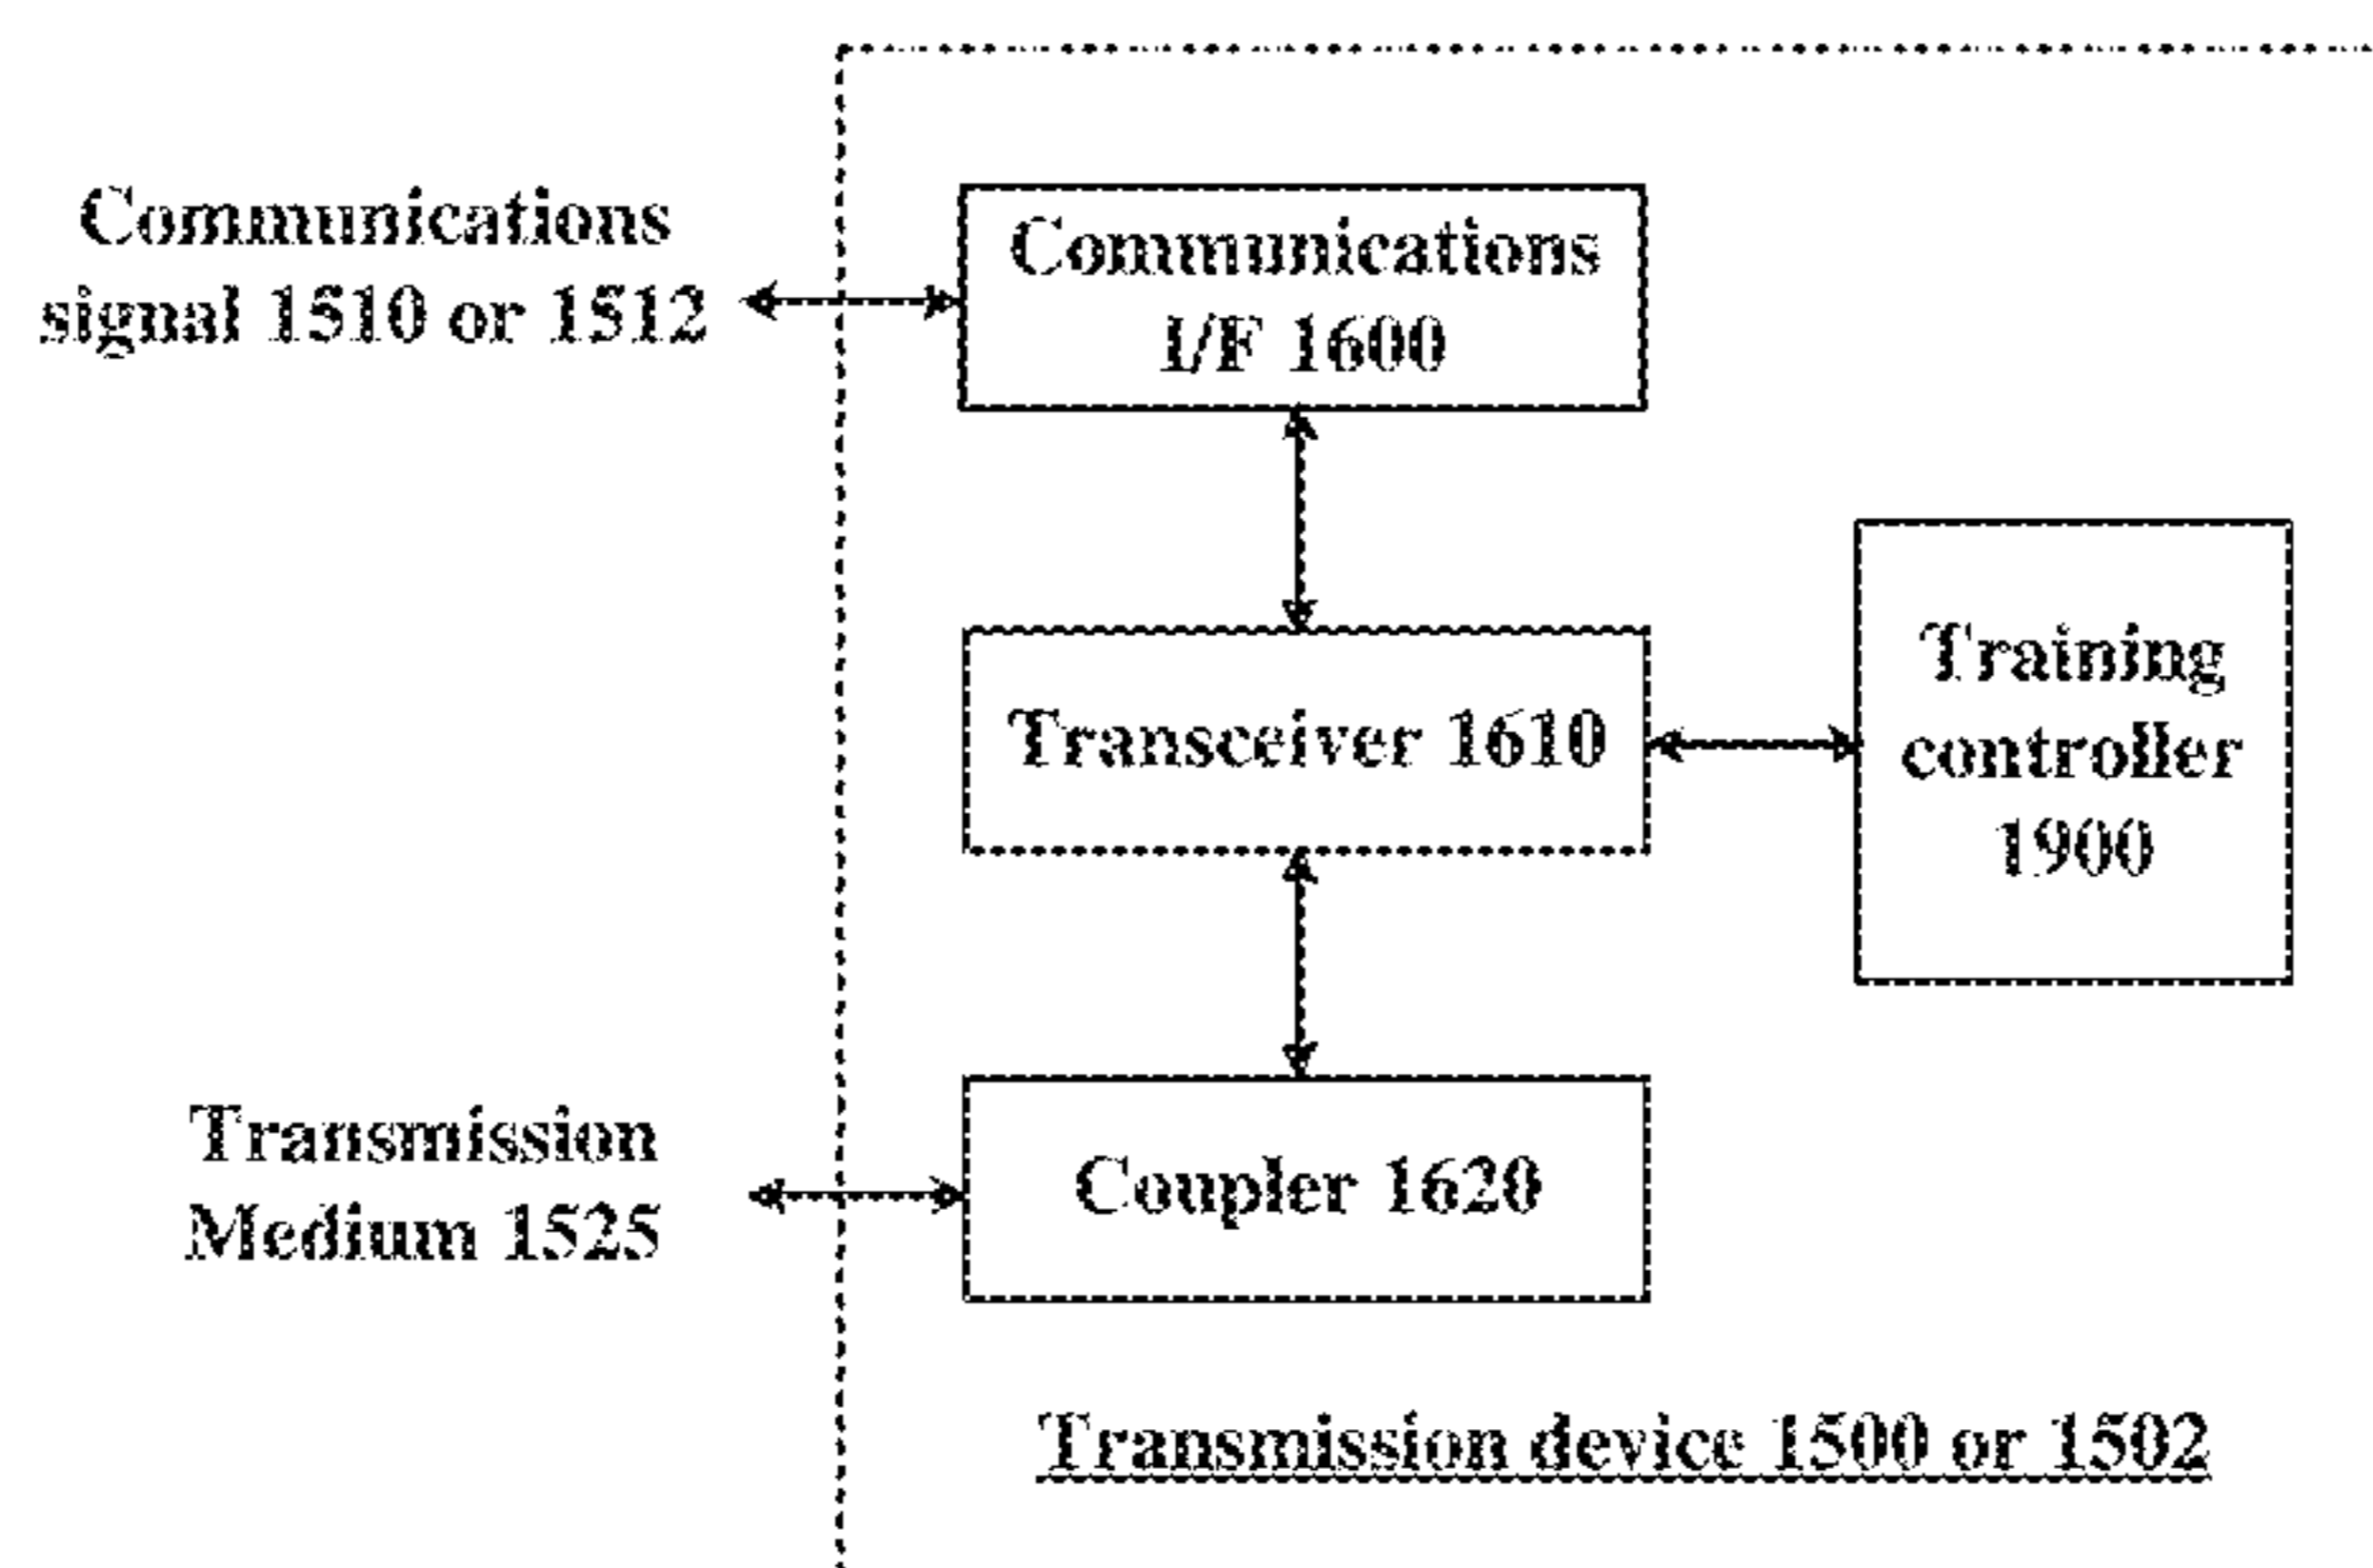 Communications
signal 1510 or 1512
Communications
I/F 1600
Transceiver 1610
Training
controller
1900
Transmission
Medium 1525
Coupler 1620
Transmission device 1500 or 1502